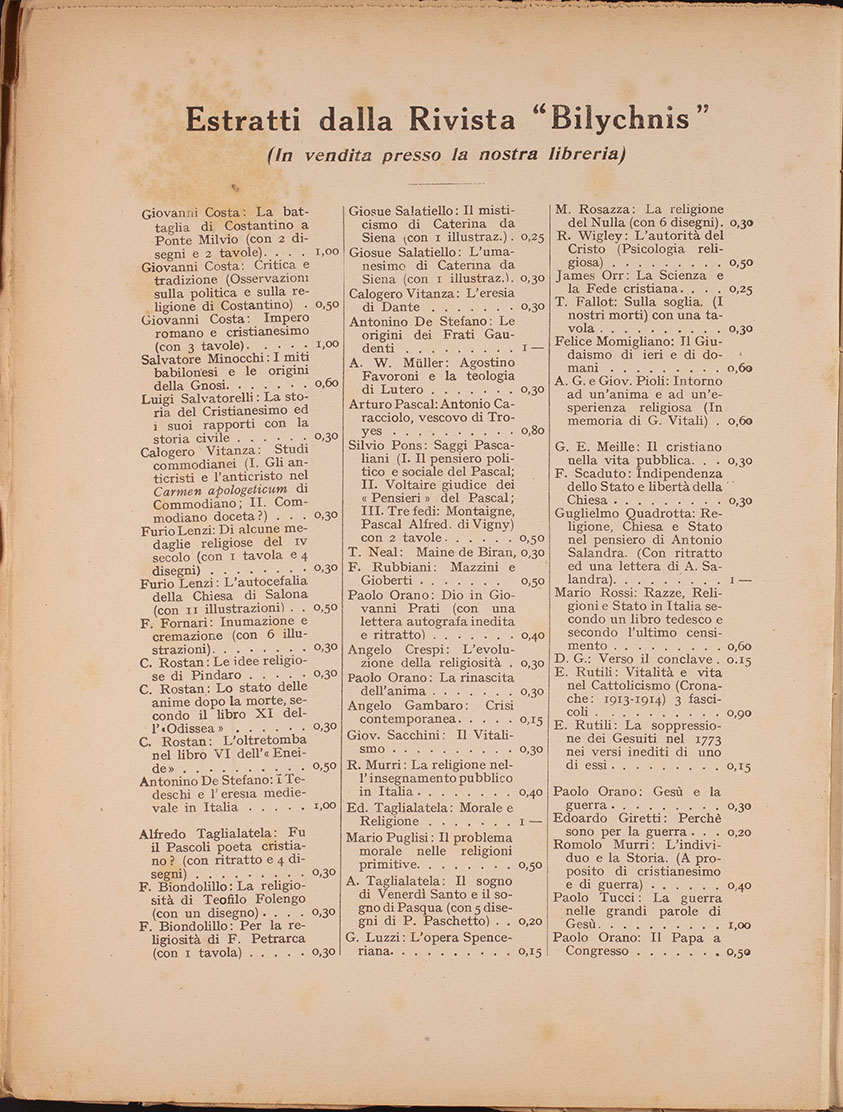 Estratti dalla Rivista “Bilychnis”
(In vendita presso la nostra libreria)
Giovanni Costa: La bat-
taglia di Costantino a
Ponte Milvio (con 2 di-
segni e 2 tavole). . . . 1,00
Giovanni Costa: Critica e
tradizione (Osservazioni
sulla politica e sulla re-
ligione di Costantino) . 0,50
Giovanni Costa: Impero
romano e cristianesimo
(con 3 tavole). . . . . . 1,00
Salvatore Minocchi: I miti
babilonesi e le origini
della Gnosi. . . . . . . 0,60
Luigi Salvatorelli: La sto-
ria del Cristianesimo ed
i suoi rapporti con la
storia civile . . . . . . 0,30
Calogero Vitanza: Studi
commodianei (I. Gli an-
ticristi e l'anticristo nel
Carmen apologeticum di
Commodiano; II. Com-
modiano doceta?) . . . 0,30
Furio Lenzi: Di alcune me-
daglie religiose del IV
secolo (con 1 tavola e 4
disegni) . . . . . . . . 0,30
Furio Lenzi: L'autocefalia
della Chiesa di Salona
(con 11 illustrazioni) . . 0,50
F. Fornari: Inumazione e
cremazione (con 6 illu-
strazioni). . . . . . . . 0,30
C. Rostan: Le idee religio-
se di Pindaro . . . . . 0,30
C. Rostan: Lo stato delle
anime dopo la morte, se-
condo il libro XI del-
l'«Odissea» . . . . . . 0,30
C. Rostan: L'oltretomba
nel libro VI dell'« Enei-
de» . . . . . . . . . . 0,50
Antonino De Stefano: I Te-
deschi e l'eresia medie-
vale in Italia . . . . . 1,00
Alfredo Taglialatela: Fu
il Pascoli poeta cristia-
no? (con ritratto e 4 di-
segni) . . . . . . . . . 0,30
F. Biondolillo: La religio-
sità di Teofilo Folengo
(con un disegno) . . . . 0,30
F. Biondolillo: Per la re-
ligiosità di F. Petrarca
(con 1 tavola) . . . . . 0,30
Giosue Salatiello: Il misti-
cismo di Caterina da
Siena (con 1 illustraz.) . 0,25
Giosue Salatiello: L'uma-
nesimo di Caterina da
Siena (con 1 illustraz.). 0,30
Calogero Vitanza: L'eresia
di Dante . . . . . . . 0,30
Antonino De Stefano: Le
origini dei Frati Gau-
denti . . . . . . . . . 1 —
A. W. Müller: Agostino
Favoroni e la teologia
di Lutero . . . . . . . 0,30
Arturo Pascal: Antonio Ca-
racciolo, vescovo di Tro-
yes . . . . . . . . . . 0,80
Silvio Pons: Saggi Pasca-
liani (I. Il pensiero poli-
tico e sociale del Pascal;
II. Voltaire giudice dei
« Pensieri » del Pascal;
III. Tre fedi: Montaigne,
Pascal Alfred. di Vigny)
con 2 tavole. . . . . . 0,50
T. Neal: Maine de Biran, 0,30
F. Rubbiani: Mazzini e
Gioberti . . . . . . . 0,50
Paolo Orano: Dio in Gio-
vanni Prati (con una
lettera autografa inedita
e ritratto) . . . . . . . 0,40
Angelo Crespi: L'evolu-
zione della religiosità . 0,30
Paolo Orano: La rinascita
dell'anima . . . . . . . 0,30
Angelo Gambaro: Crisi
contemporanea. . . . . 0,15
Giov. Sacchini: Il Vitali-
smo . . . . . . . . . . 0,30
R. Murri: La religione nel-
l'insegnamento pubblico
in Italia. . . . . . . . 0,40
Ed. Taglialatela: Morale e
Religione . . . . . . . 1 —
Mario Puglisi: Il problema
morale nelle religioni
primitive. . . . . . . . 0,50
A. Taglialatela: Il sogno
di Venerdì Santo e il so-
gno di Pasqua (con 5 dise-
gni di P. Paschetto) . . 0,20
G. Luzzi: L'opera Spence-
riana. . . . . . . . . . 0,15
M. Rosazza: La religione
del Nulla (con 6 disegni). 0,30
R. Wigley: L'autorità del
Cristo (Psicologia reli-
giosa) . . . . . . . . . 0,50
James Orr: La Scienza e
la Fede cristiana. . . . 0,25
T. Fallot: Sulla soglia. (I
nostri morti) con una ta-
vola . . . . . . . . . . 0,30
Felice Momigliano: Il Giu-
daismo di ieri e di do-
mani . . . . . . . . . . 0,60
A. G. e Giov. Pioli: Intorno
ad un'anima e ad un'e-
sperienza religiosa (In
memoria di G. Vitali) . 0,60
G. E. Meille: Il cristiano
nella vita pubblica. . . 0,30
F. Scaduto: Indipendenza
dello Stato e libertà della
Chiesa . . . . . . . . . 0,30
Guglielmo Quadrotta: Re-
ligione, Chiesa e Stato
nel pensiero di Antonio
Salandra. (Con ritratto
ed una lettera di A. Sa-
landra). . . . . . . . . 1 —
Mario Rossi: Razze, Reli-
gioni e Stato in Italia se-
condo un libro tedesco e
secondo l'ultimo censi-
mento . . . . . . . . . 0,60
D. G.: Verso il conclave . 0.15
E. Rutili: Vitalità e vita
nel Cattolicismo (Crona-
che: 1913-1914) 3 fasci-
coli . . . . . . . . . . 0,90
E. Rutili: La soppressio-
ne dei Gesuiti nel 1773
nei versi inediti di uno
di essi . . . . . . . . . 0,15
Paolo Orano: Gesù e la
guerra . . . . . . . . . 0,30
Edoardo Giretti: Perchè
sono per la guerra . . . 0,20
Romolo Murri: L'indivi-
duo e la Storia. (A pro-
posito di cristianesimo
e di guerra) . . . . . . 0,40
Paolo Tucci: La guerra
nelle grandi parole di
Gesù. . . . . . . . . . 1,00
Paolo Orano: Il Papa a
Congresso . . . . . . . 0,50